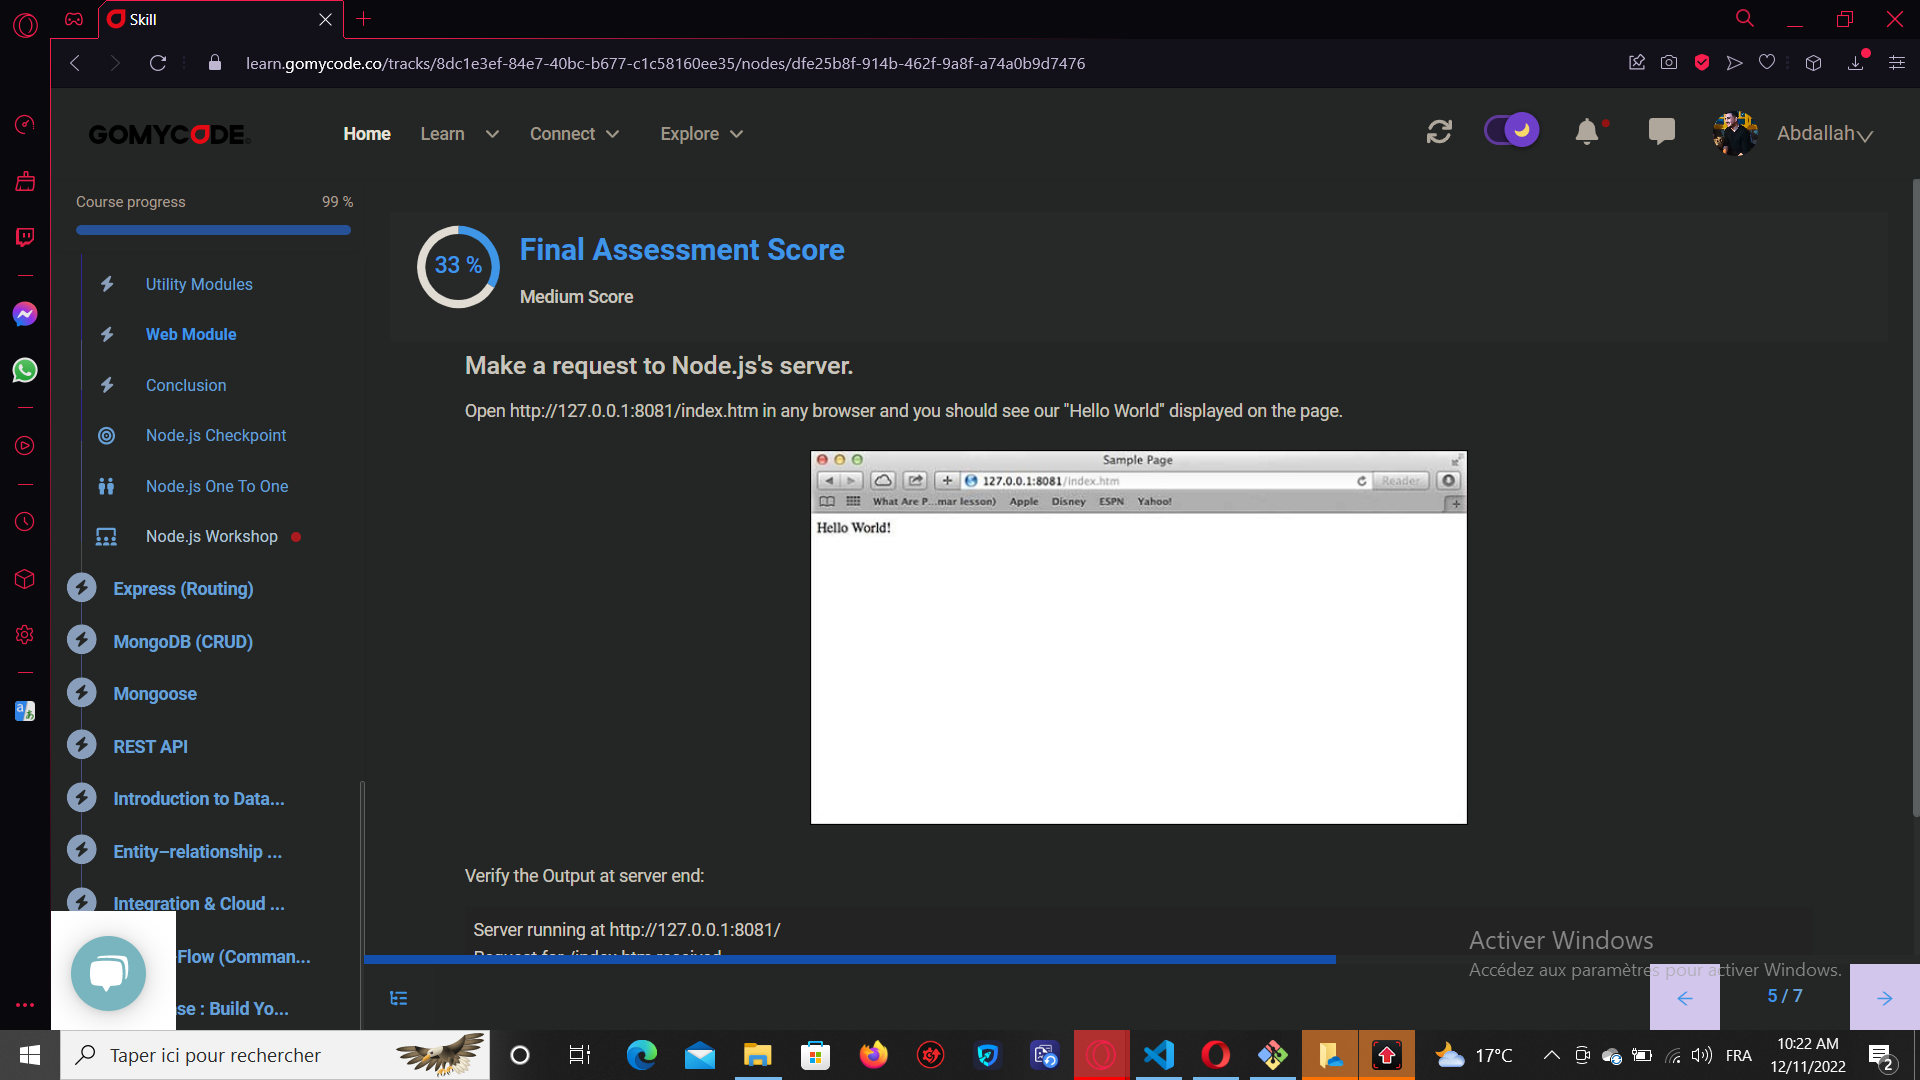 Skill
learn.gomycode.co/tracks/8dc1e3ef-84e7-40bc-b677-c1c58160ee35/nodes/dfe25b8f-914b-462f-9a8f-a74a0b9d7476
GOMYCODE
Home
Learn
Connect
Explore
Abdallah
Course progress
99 %
Utility Modules
Web Module
Conclusion
Node.js Checkpoint
Node.js One To One
Node.js Workshop
Express (Routing)
MongoDB (CRUD)
Mongoose
REST API
Introduction to Data...
Entity–relationship ...
Integration & Cloud ...
-Flow (Comman...
se : Build Yo...
33 %
Final Assessment Score
Medium Score
Make a request to Node.js's server.
Open http://127.0.0.1:8081/index.htm in any browser and you should see our "Hello World" displayed on the page.
Sample Page
127.0.0.1:8081/index.htm
Reader
What Are P...mar lesson)
Apple
Disney
ESPN
Yahoo!
Hello World!
Verify the Output at server end:
Server running at http://127.0.0.1:8081/
Request for /index.htm received
Activer Windows
Accédez aux paramètres pour activer Windows.
5 / 7
Taper ici pour rechercher
17°C
FRA
10:22 AM
12/11/2022
2